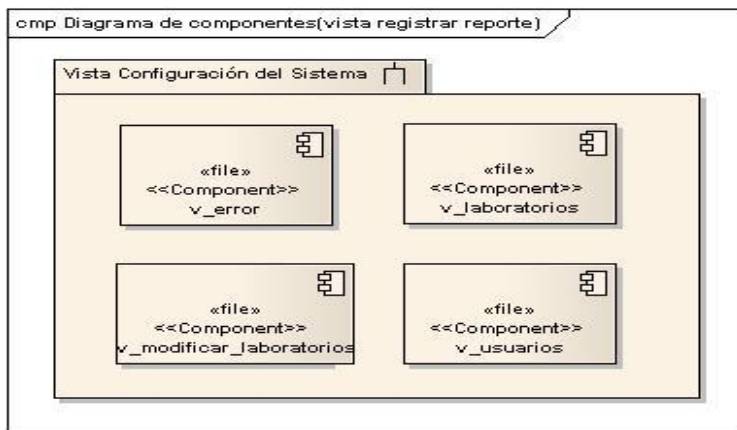 cmp Diagrama de componentes(vista registrar reporte)
Vista Configuración del Sistema
«file»
<<Component>>
v_error
«file»
<<Component>>
v_laboratorios
«file»
<<Component>>
v_modificar_laboratorios
«file»
<<Component>>
v_usuarios